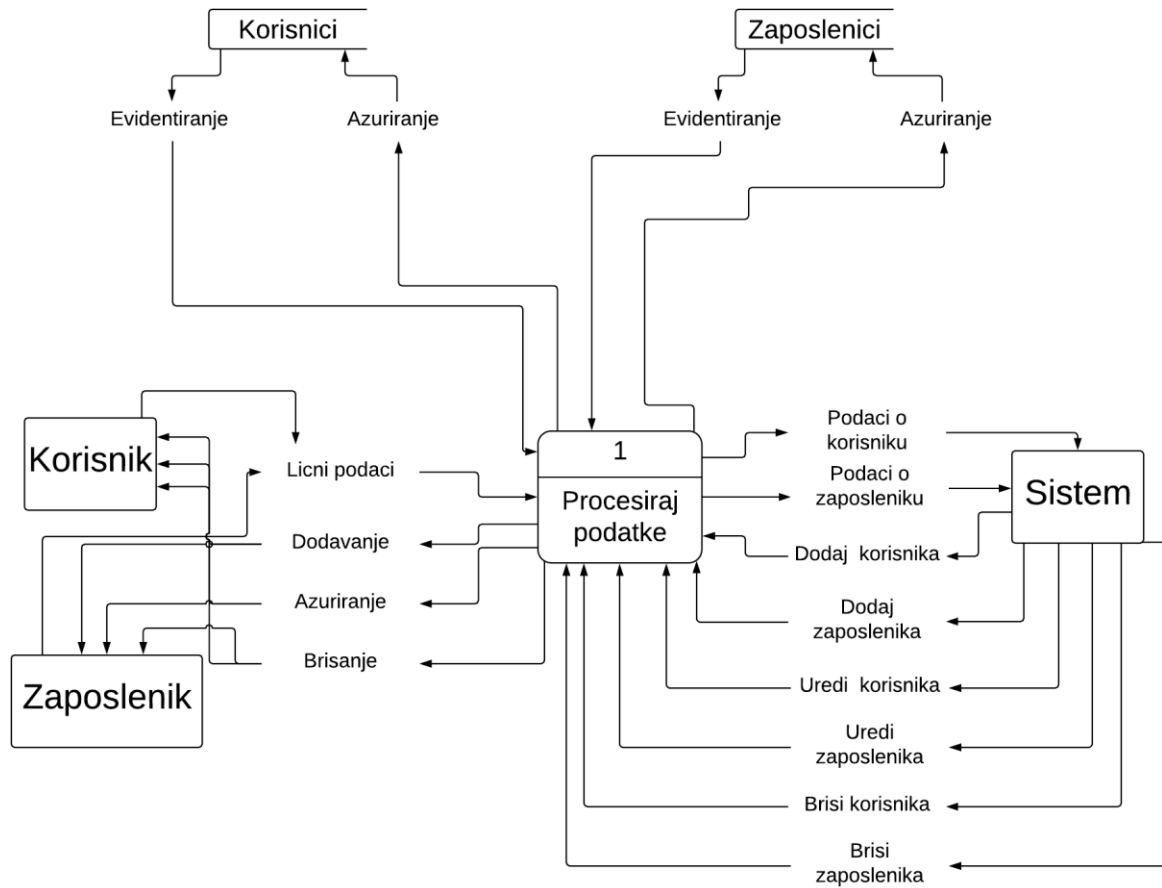 Korisnici
Zaposlenici
Evidentiranje
Azuriranje
Evidentiranje
Azuriranje
Korisnik
Licni podaci
Dodavanje
Azuriranje
Brisanje
Zaposlenik
1
Procesiraj
podatke
Podaci o
korisniku
Podaci o
zaposleniku
Dodaj korisnika
Dodaj
zaposlenika
Uredi korisnika
Uredi
zaposlenika
Brisi korisnika
Brisi
zaposlenika
Sistem